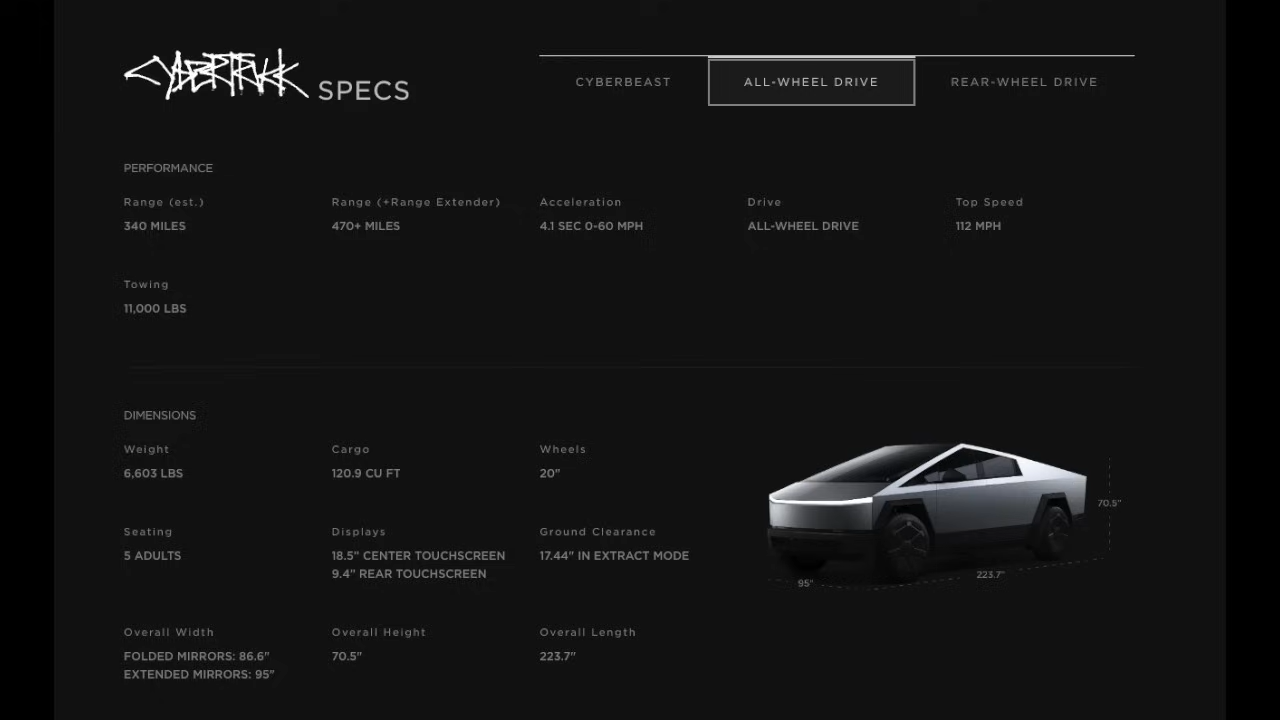 CYBERTRUCK SPECS
CYBERBEAST
ALL-WHEEL DRIVE
REAR-WHEEL DRIVE
PERFORMANCE
Range (est.)
340 MILES
Range (+Range Extender)
470+ MILES
Acceleration
4.1 SEC 0-60 MPH
Drive
ALL-WHEEL DRIVE
Top Speed
112 MPH
Towing
11,000 LBS
DIMENSIONS
Weight
6,603 LBS
Cargo
120.9 CU FT
Wheels
20"
Seating
5 ADULTS
Displays
18.5" CENTER TOUCHSCREEN
9.4" REAR TOUCHSCREEN
Ground Clearance
17.44" IN EXTRACT MODE
Overall Width
FOLDED MIRRORS: 86.6"
EXTENDED MIRRORS: 95"
Overall Height
70.5"
Overall Length
223.7"
70.5"
223.7"
95"